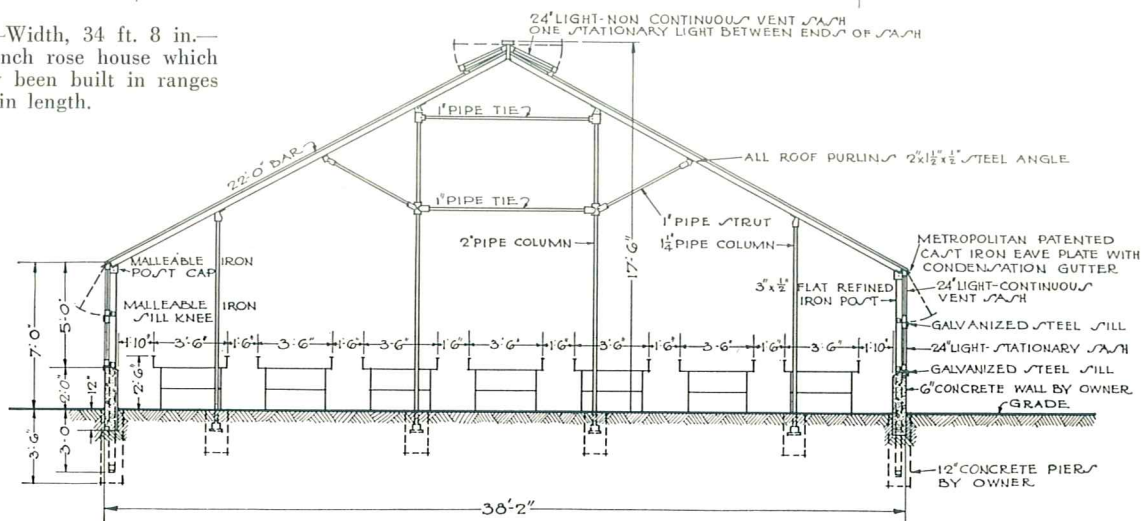 —Width, 34 ft. 8 in.—
nch rose house which
been built in ranges
in length.
24" LIGHT-NON CONTINUOUS VENT SASH
ONE STATIONARY LIGHT BETWEEN ENDS OF SASH
1" PIPE TIE
22'-0" BAR
ALL ROOF PURLINS 2"x1½"x½" STEEL ANGLE
1" PIPE TIE
1" PIPE STRUT
2" PIPE COLUMN
1¼" PIPE COLUMN
17'-6"
METROPOLITAN PATENTED
CAST IRON EAVE PLATE WITH
CONDENSATION GUTTER
MALLEABLE IRON
POST CAP
MALLEABLE IRON
SILL KNEE
3"x½" FLAT REFINED
IRON POST
24" LIGHT-CONTINUOUS
VENT SASH
GALVANIZED STEEL SILL
24" LIGHT-STATIONARY SASH
GALVANIZED STEEL SILL
6" CONCRETE WALL BY OWNER
GRADE
7'-0"
5'-0"
1'-10" 3'-6" 1'-6" 3'-6" 1'-6" 3'-6" 1'-6" 3'-6" 1'-6" 3'-6" 1'-6" 3'-6" 1'-6" 3'-6" 1'-10"
2'-0"
12"
2'-6"
3'-6"
3'-0"
12" CONCRETE PIERS
BY OWNER
38'-2"